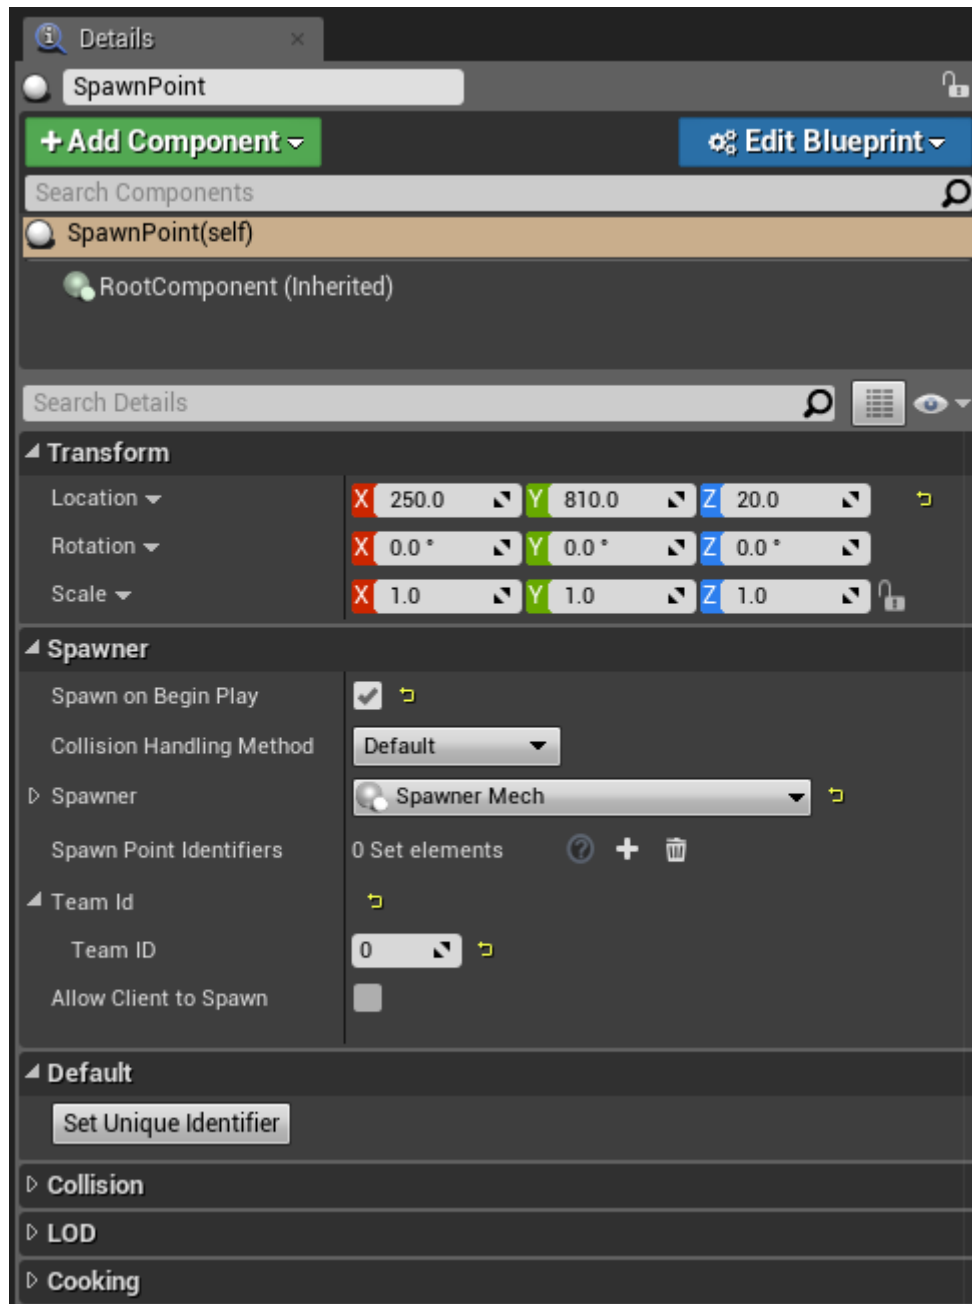 Details
SpawnPoint
+ Add Component
Edit Blueprint
Search Components
SpawnPoint(self)
RootComponent (Inherited)
Search Details
Transform
Location X 250.0 Y 810.0 Z 20.0
Rotation X 0.0 ° Y 0.0 ° Z 0.0 °
Scale X 1.0 Y 1.0 Z 1.0
Spawner
Spawn on Begin Play
Collision Handling Method Default
Spawner Spawner Mech
Spawn Point Identifiers 0 Set elements
Team Id
Team ID 0
Allow Client to Spawn
Default
Set Unique Identifier
Collision
LOD
Cooking